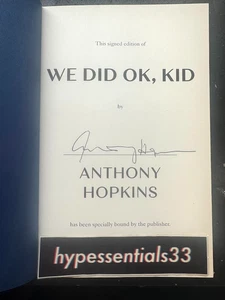 This signed edition of
WE DID OK, KID
by
ANTHONY
HOPKINS
has been specially bound by the publisher.
hypessentials33